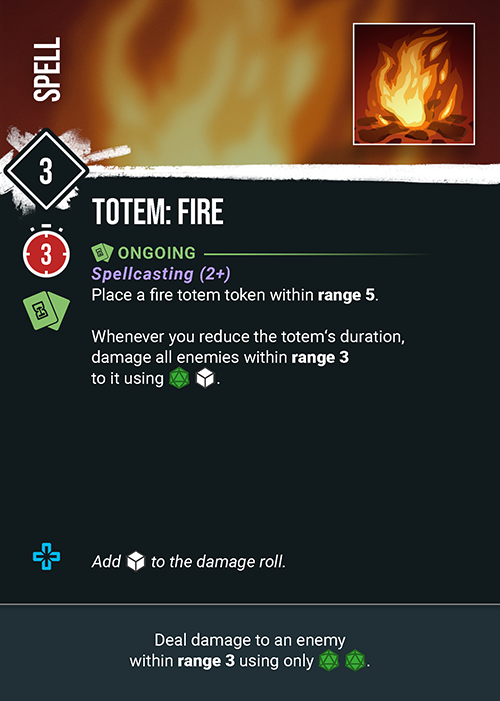 SPELL
3
TOTEM: FIRE
3
ONGOING
Spellcasting (2+)
Place a fire totem token within range 5.
Whenever you reduce the totem‘s duration,
damage all enemies within range 3
to it using .
Add to the damage roll.
Deal damage to an enemy
within range 3 using only .